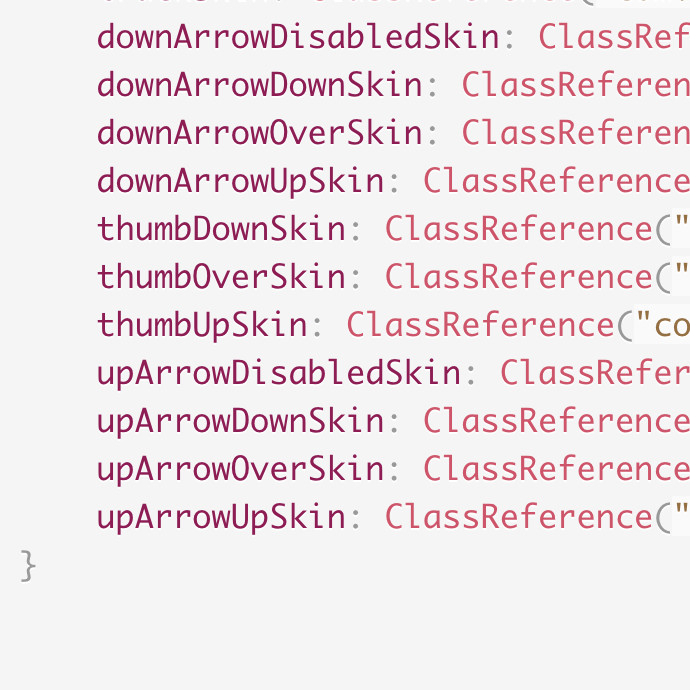 downArrowDisabledSkin: ClassRef
downArrowDownSkin: ClassReferen
downArrowOverSkin: ClassReferen
downArrowUpSkin: ClassReference
thumbDownSkin: ClassReference("
thumbOverSkin: ClassReference("
thumbUpSkin: ClassReference("co
upArrowDisabledSkin: ClassRefer
upArrowDownSkin: ClassReference
upArrowOverSkin: ClassReference
upArrowUpSkin: ClassReference("
}